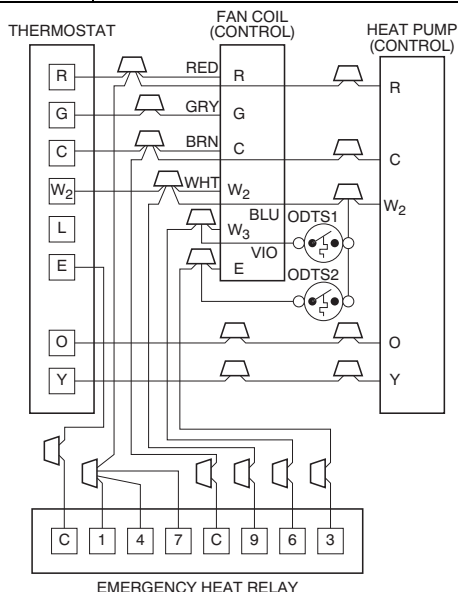 THERMOSTAT
FAN COIL
(CONTROL)
HEAT PUMP
(CONTROL)
R
RED
R
R
G
GRY
G
C
BRN
C
C
W2
WHT
W2
W2
L
BLU
ODTS1
W3
VIO
E
E
ODTS2
O
O
Y
Y
C
1
4
7
C
9
6
3
EMERGENCY HEAT RELAY